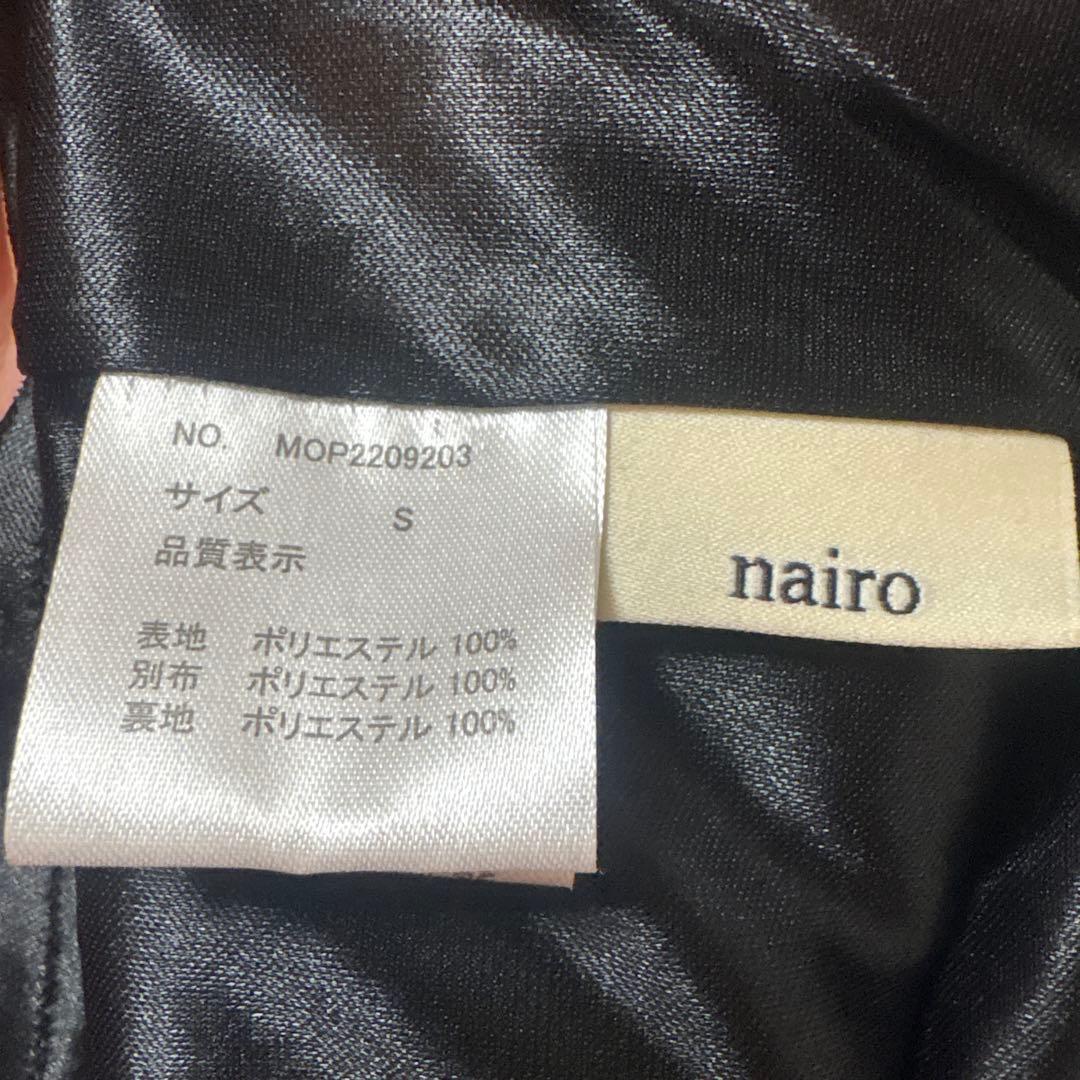 NO. MOP2209203
サイズ S
品質表示
表地 ポリエステル 100%
別布 ポリエステル 100%
裏地 ポリエステル 100%
nairo